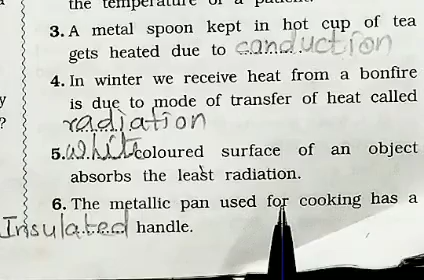 the temperature of a patient.
3. A metal spoon kept in hot cup of tea
gets heated due to conduction
4. In winter we receive heat from a bonfire
is due to mode of transfer of heat called
radiation
5. white coloured surface of an object
absorbs the least radiation.
6. The metallic pan used for cooking has a
Insulated handle.
y
?